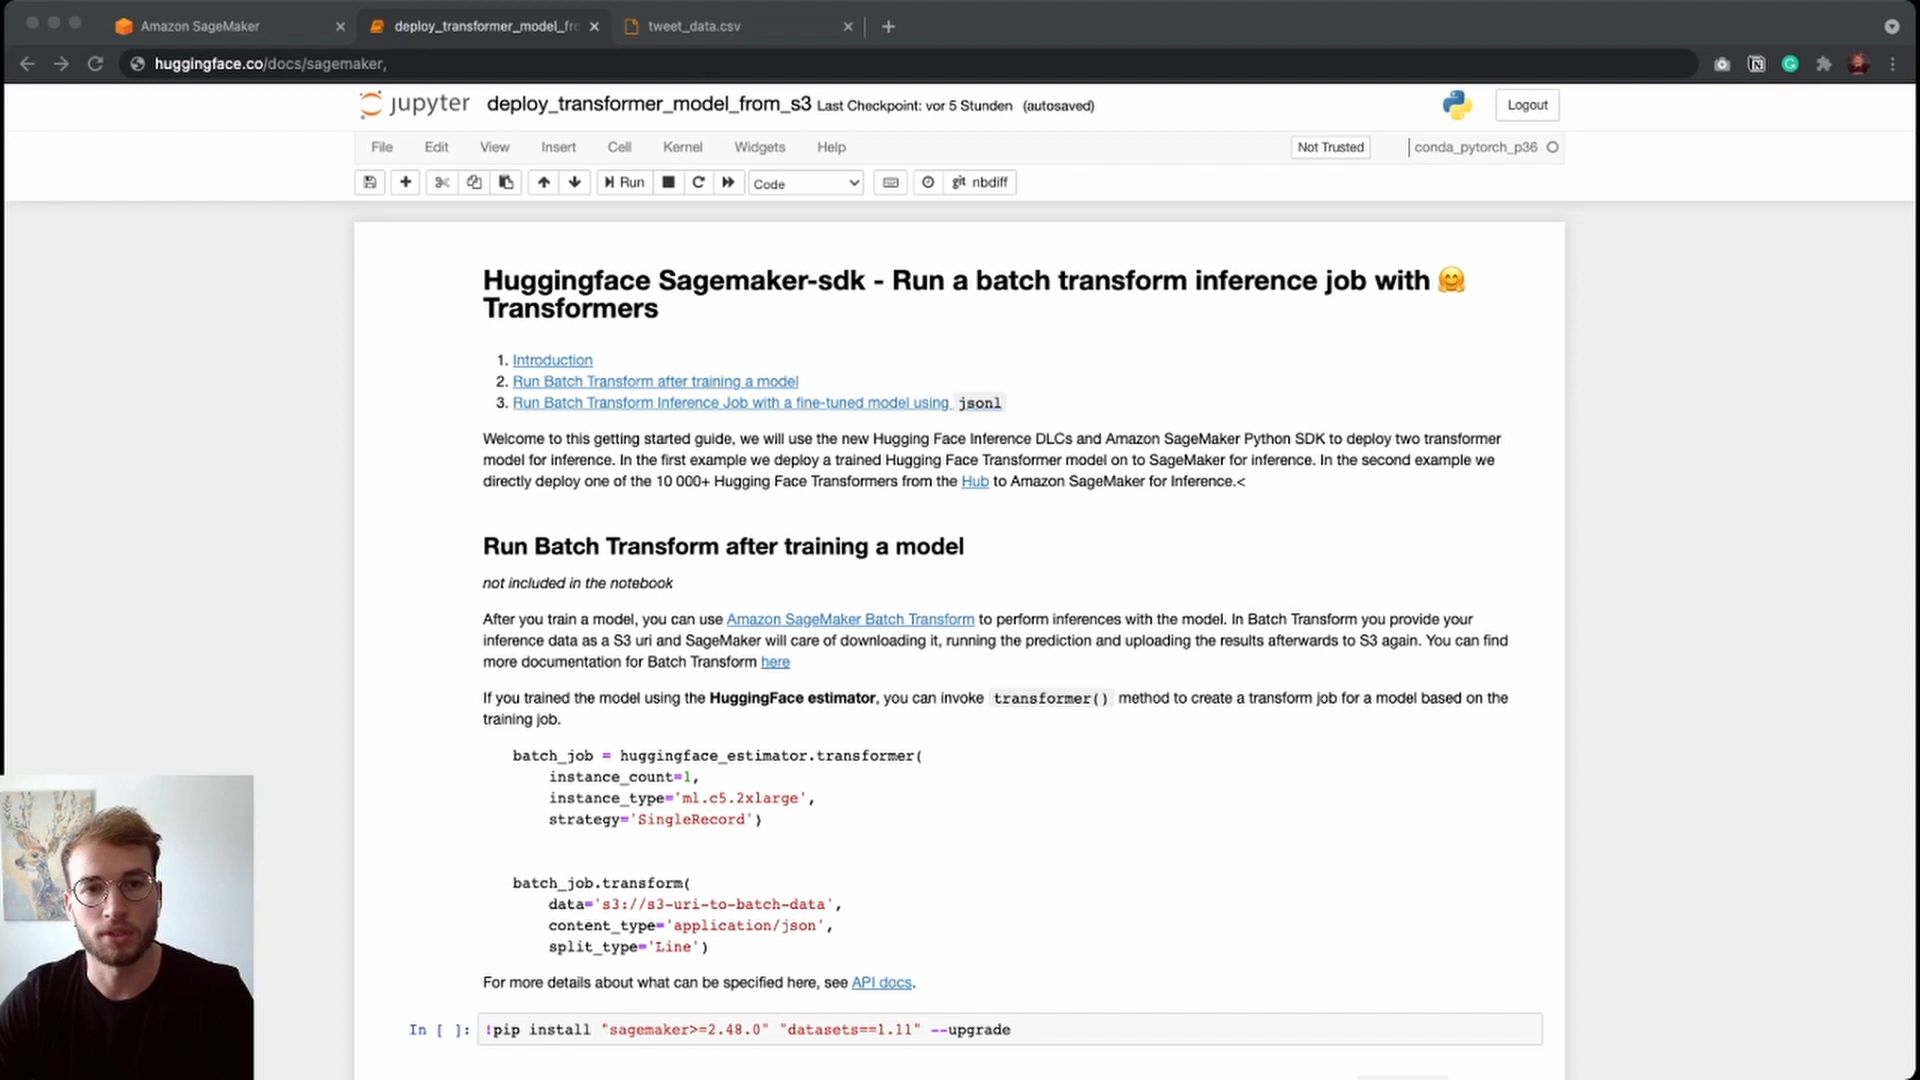 Amazon SageMaker
deploy_transformer_model_fr
tweet_data.csv
huggingface.co/docs/sagemaker,
jupyter deploy_transformer_model_from_s3 Last Checkpoint: vor 5 Stunden (autosaved)
Logout
File Edit View Insert Cell Kernel Widgets Help
Not Trusted
conda_pytorch_p36
Run
Code
git nbdiff
Huggingface Sagemaker-sdk - Run a batch transform inference job with 🤗
Transformers
1. Introduction
2. Run Batch Transform after training a model
3. Run Batch Transform Inference Job with a fine-tuned model using jsonl
Welcome to this getting started guide, we will use the new Hugging Face Inference DLCs and Amazon SageMaker Python SDK to deploy two transformer
model for inference. In the first example we deploy a trained Hugging Face Transformer model on to SageMaker for inference. In the second example we
directly deploy one of the 10 000+ Hugging Face Transformers from the Hub to Amazon SageMaker for Inference.<
Run Batch Transform after training a model
not included in the notebook
After you train a model, you can use Amazon SageMaker Batch Transform to perform inferences with the model. In Batch Transform you provide your
inference data as a S3 uri and SageMaker will care of downloading it, running the prediction and uploading the results afterwards to S3 again. You can find
more documentation for Batch Transform here
If you trained the model using the HuggingFace estimator, you can invoke transformer() method to create a transform job for a model based on the
training job.
batch_job = huggingface_estimator.transformer(
instance_count=1,
instance_type='ml.c5.2xlarge',
strategy='SingleRecord')
batch_job.transform(
data='s3://s3-uri-to-batch-data',
content_type='application/json',
split_type='Line')
For more details about what can be specified here, see API docs.
In [ ]: !pip install "sagemaker>=2.48.0" "datasets==1.11" --upgrade